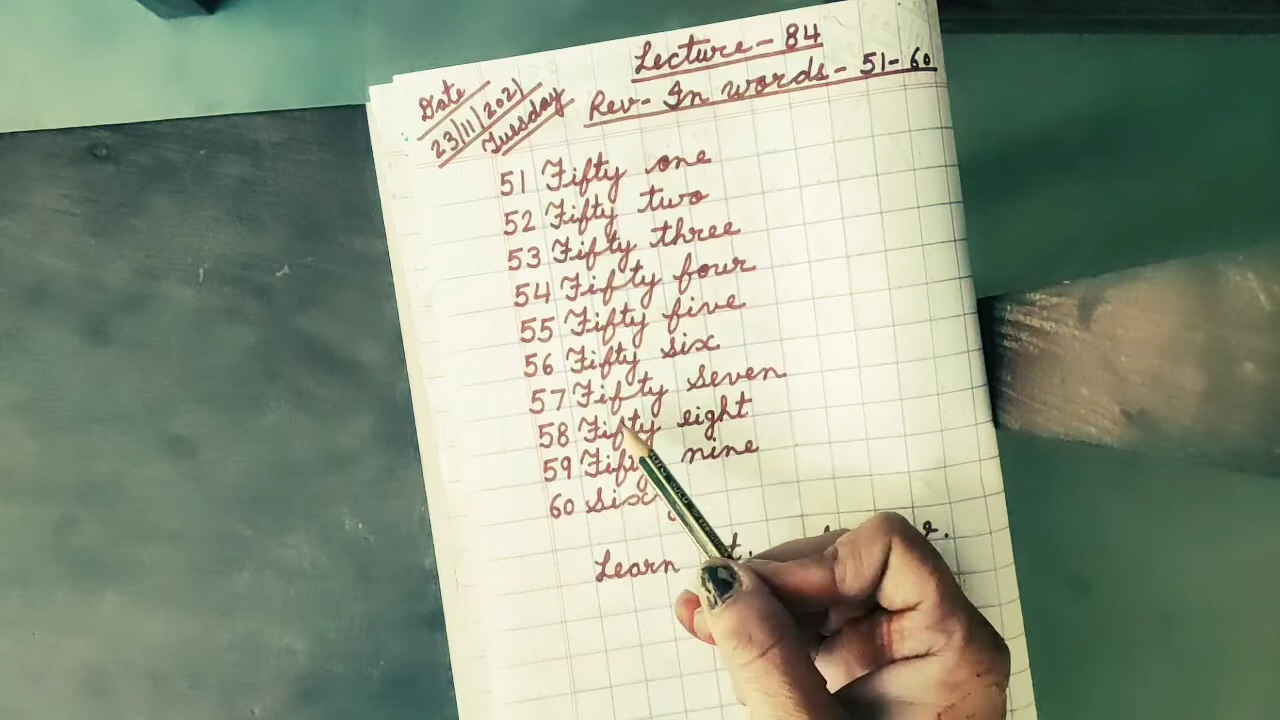 Lecture - 84
Rev- In words - 51-60
Date
23/11/2021
Tuesday
51 Fifty one
52 Fifty two
53 Fifty three
54 Fifty four
55 Fifty five
56 Fifty six
57 Fifty seven
58 Fifty eight
59 Fifty nine
60
Learn